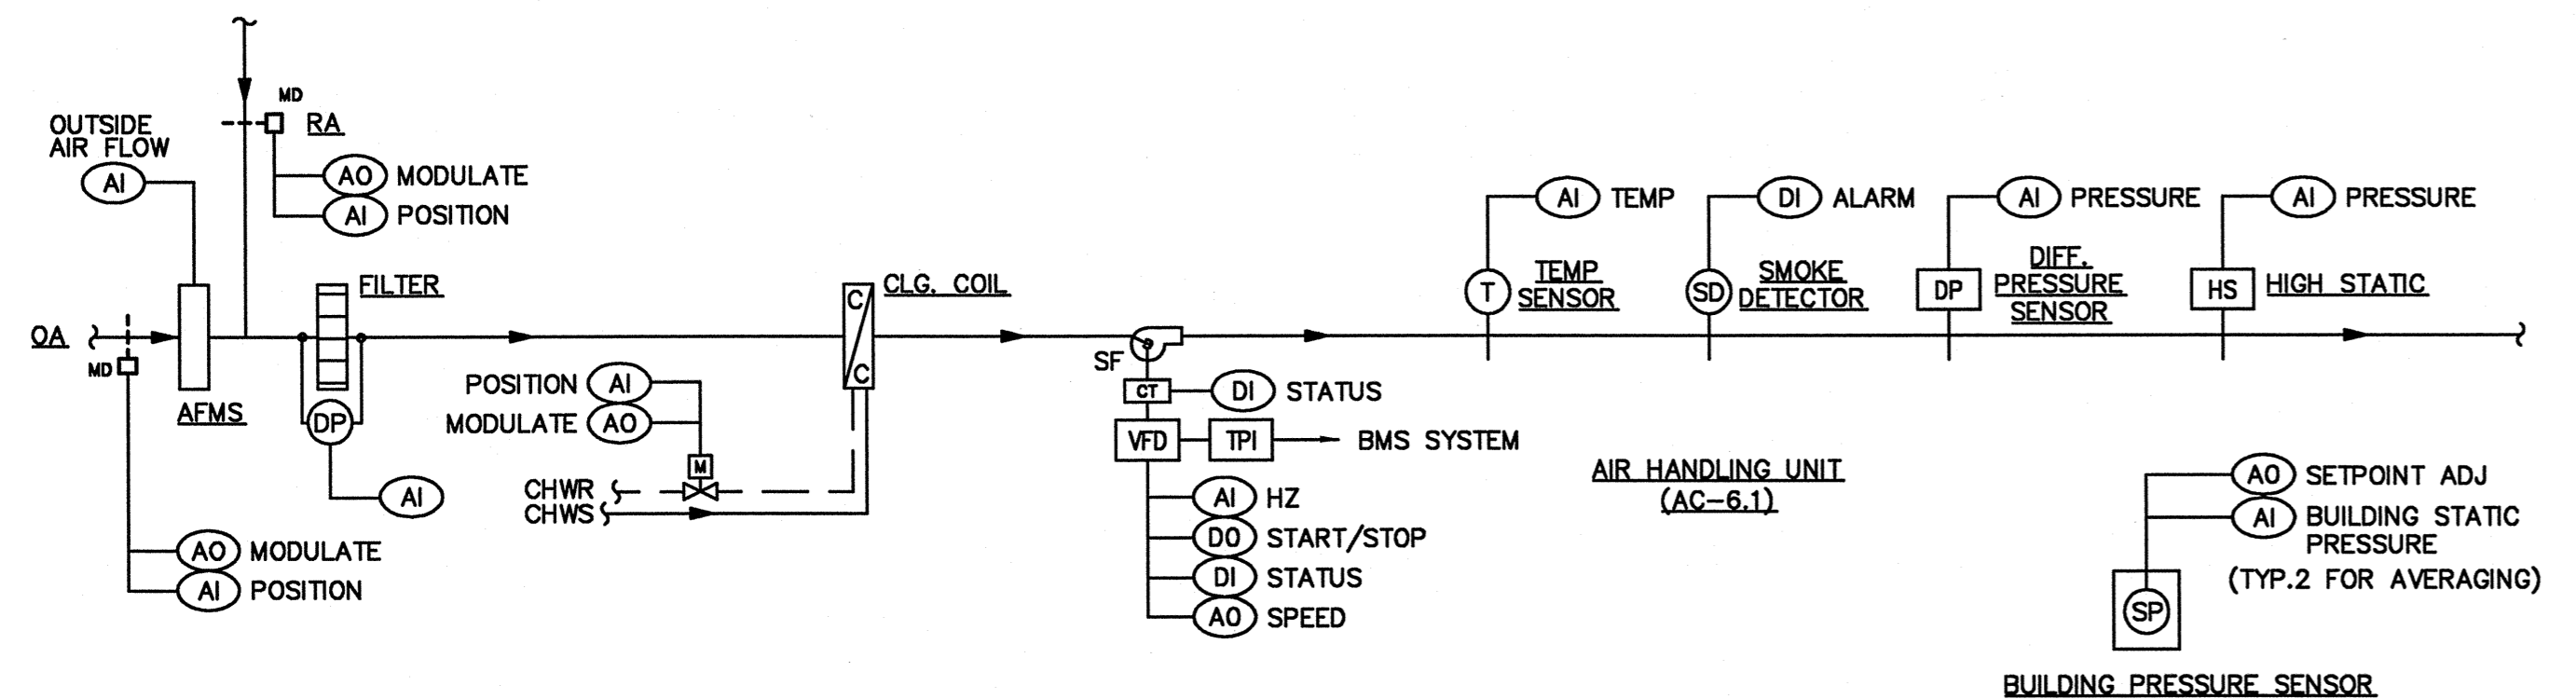 MD
RA
OUTSIDE
AIR FLOW
AI
AO MODULATE
AI POSITION
AI TEMP
DI ALARM
AI PRESSURE
AI PRESSURE
FILTER
CLG. COIL
C
C
T
TEMP
SENSOR
SD
SMOKE
DETECTOR
DP
DIFF.
PRESSURE
SENSOR
HS
HIGH STATIC
OA
MD
AFMS
DP
AI
POSITION AI
MODULATE AO
M
CHWR
CHWS
SF
CT
DI STATUS
VFD
TPI
BMS SYSTEM
AI HZ
DO START/STOP
DI STATUS
AO SPEED
AIR HANDLING UNIT
(AC-6.1)
AO MODULATE
AI POSITION
AO SETPOINT ADJ
AI BUILDING STATIC
PRESSURE
(TYP.2 FOR AVERAGING)
SP
BUILDING PRESSURE SENSOR